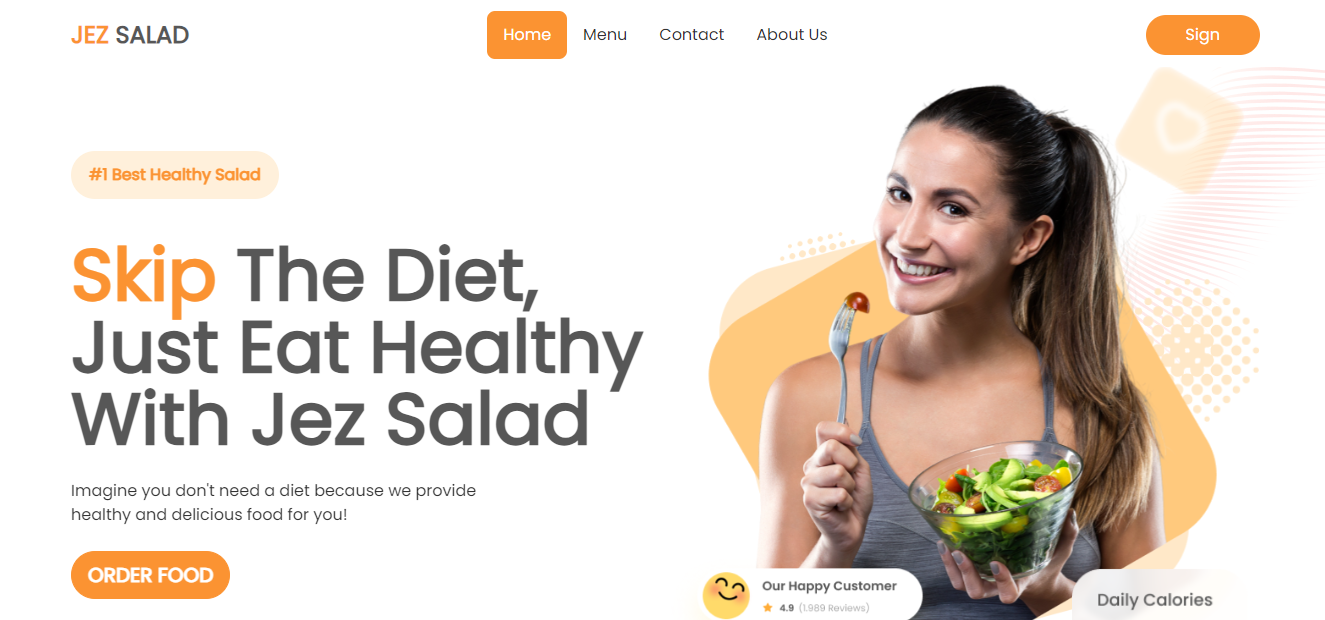 JEZ SALAD
Home
Menu
Contact
About Us
Sign
#1 Best Healthy Salad
Skip The Diet,
Just Eat Healthy
With Jez Salad
Imagine you don't need a diet because we provide
healthy and delicious food for you!
ORDER FOOD
Our Happy Customer
4.9 (1.989 Reviews)
Daily Calories